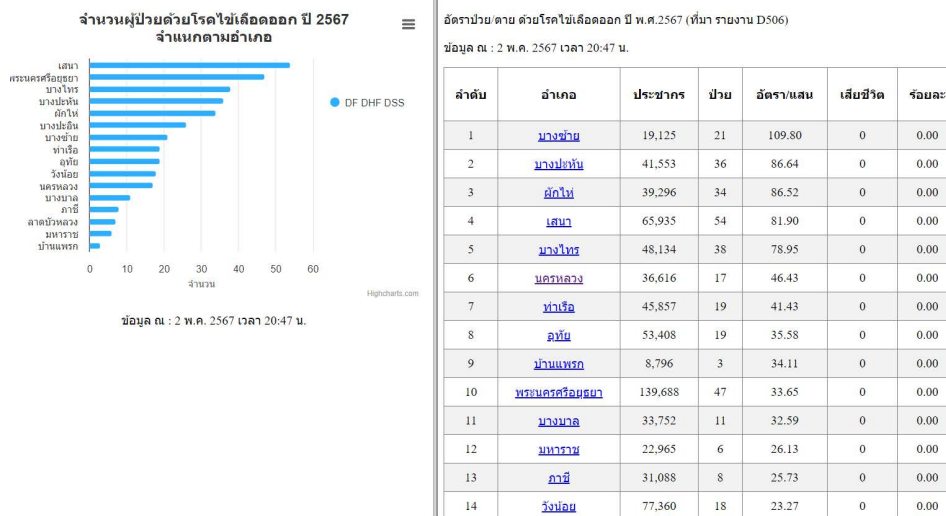 จำนวนผู้ป่วยด้วยโรคไข้เลือดออก ปี 2567
จำแนกตามอำเภอ
เสนา
พระนครศรีอยุธยา
บางไทร
บางปะหัน
ผักไห่
บางปะอิน
บางซ้าย
ท่าเรือ
อุทัย
วังน้อย
นครหลวง
บางบาล
ภาชี
ลาดบัวหลวง
มหาราช
บ้านแพรก
DF DHF DSS
0 10 20 30 40 50 60
จำนวน
Highcharts.com
ข้อมูล ณ : 2 พ.ค. 2567 เวลา 20:47 น.
อัตราป่วย/ตาย ด้วยโรคไข้เลือดออก ปี พ.ศ.2567 (ที่มา รายงาน D506)
ข้อมูล ณ : 2 พ.ค. 2567 เวลา 20:47 น.
ลำดับ อำเภอ ประชากร ป่วย อัตรา/แสน เสียชีวิต ร้อยละ
1 บางซ้าย 19,125 21 109.80 0 0.00
2 บางปะหัน 41,553 36 86.64 0 0.00
3 ผักไห่ 39,296 34 86.52 0 0.00
4 เสนา 65,935 54 81.90 0 0.00
5 บางไทร 48,134 38 78.95 0 0.00
6 นครหลวง 36,616 17 46.43 0 0.00
7 ท่าเรือ 45,857 19 41.43 0 0.00
8 อุทัย 53,408 19 35.58 0 0.00
9 บ้านแพรก 8,796 3 34.11 0 0.00
10 พระนครศรีอยุธยา 139,688 47 33.65 0 0.00
11 บางบาล 33,752 11 32.59 0 0.00
12 มหาราช 22,965 6 26.13 0 0.00
13 ภาชี 31,088 8 25.73 0 0.00
14 วังน้อย 77,360 18 23.27 0 0.00